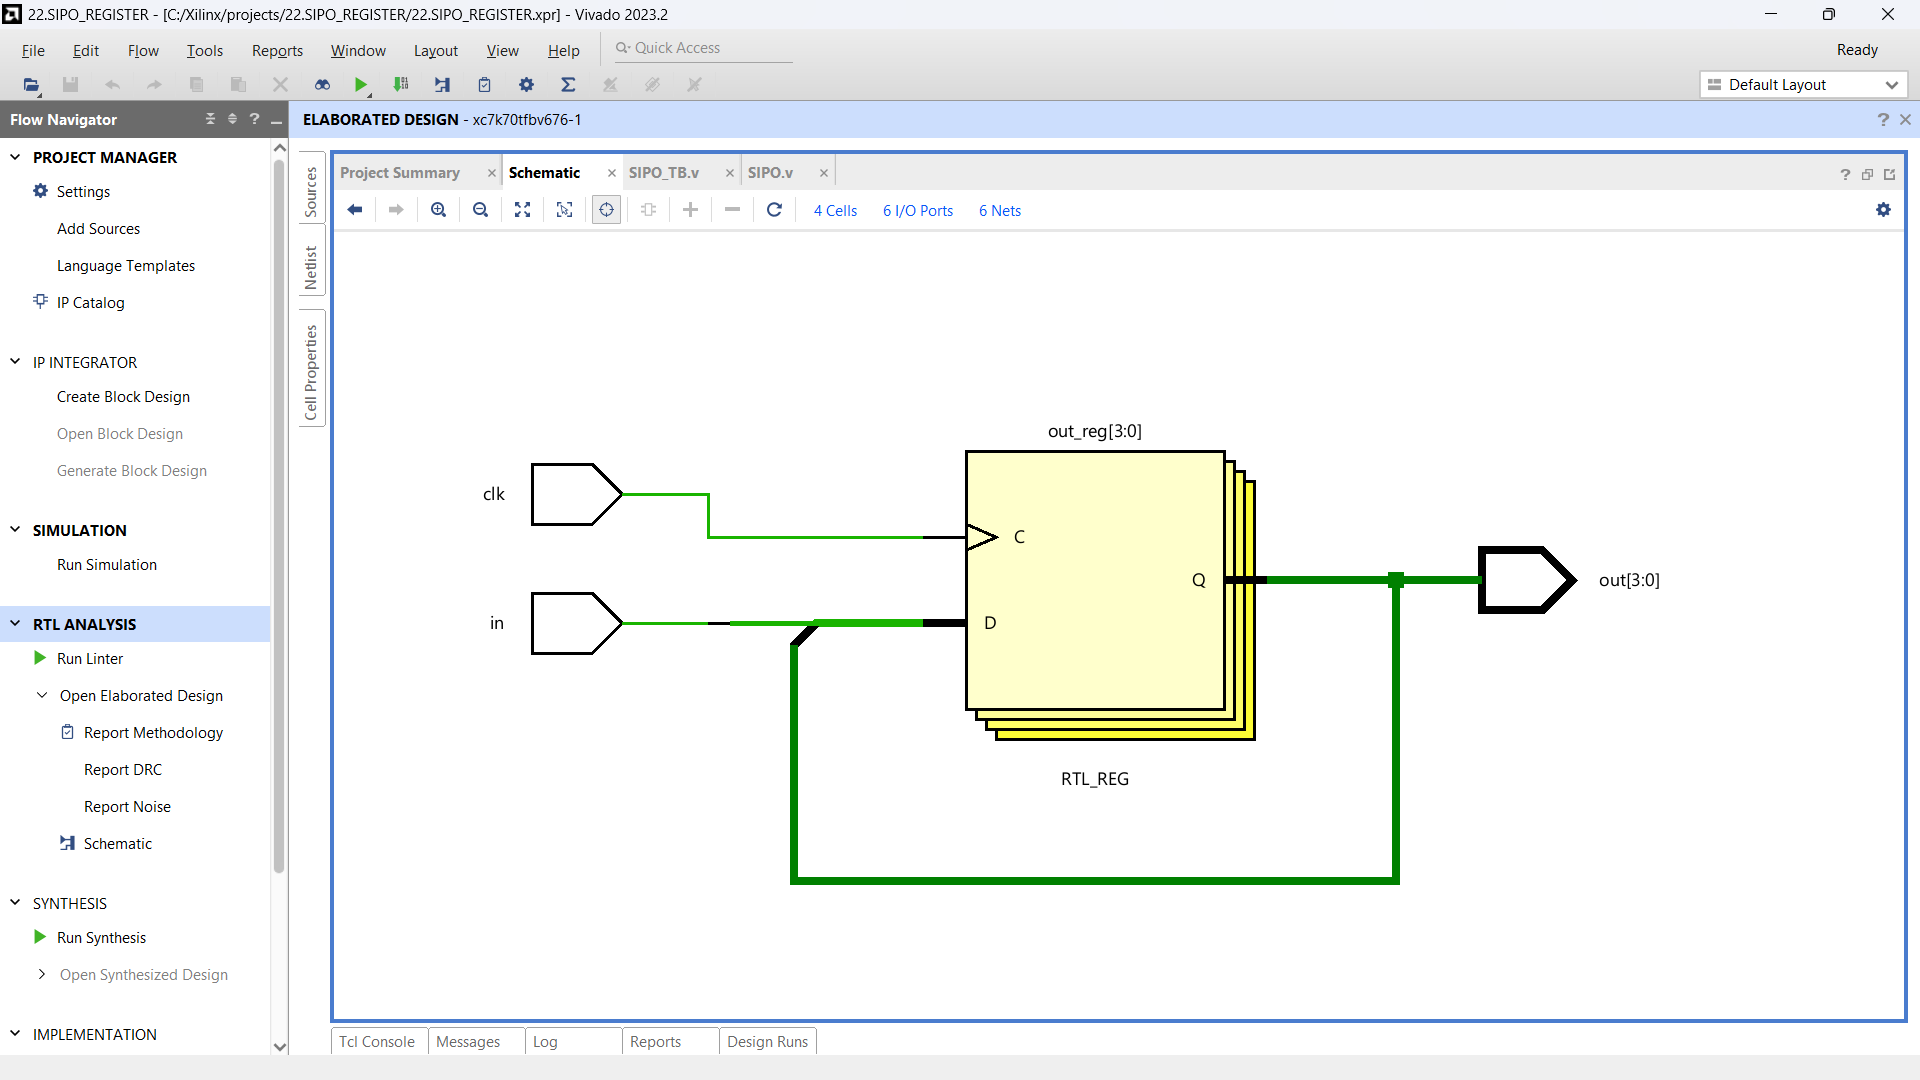 22.SIPO_REGISTER - [C:/Xilinx/projects/22.SIPO_REGISTER/22.SIPO_REGISTER.xpr] - Vivado 2023.2
File Edit Flow Tools Reports Window Layout View Help Quick Access Ready
Default Layout
Flow Navigator
ELABORATED DESIGN - xc7k70tfbv676-1
PROJECT MANAGER
Settings
Add Sources
Language Templates
IP Catalog
IP INTEGRATOR
Create Block Design
Open Block Design
Generate Block Design
SIMULATION
Run Simulation
RTL ANALYSIS
Run Linter
Open Elaborated Design
Report Methodology
Report DRC
Report Noise
Schematic
SYNTHESIS
Run Synthesis
Open Synthesized Design
IMPLEMENTATION
Sources
Netlist
Cell Properties
Project Summary Schematic SIPO_TB.v SIPO.v
4 Cells 6 I/O Ports 6 Nets
out_reg[3:0]
clk
C
Q
out[3:0]
in
D
RTL_REG
Tcl Console Messages Log Reports Design Runs